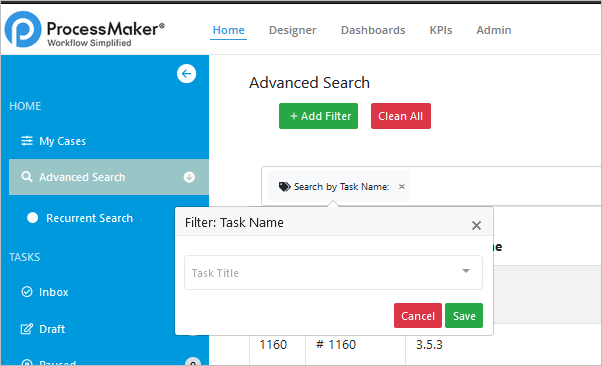 ProcessMaker®
Workflow Simplified
Home Designer Dashboards KPIs Admin
HOME
My Cases
Advanced Search
Recurrent Search
TASKS
Inbox
Draft
Paused
Advanced Search
+ Add Filter Clean All
Search by Task Name: ×
Filter: Task Name ×
Task Title
Cancel Save
1160 # 1160 3.5.3